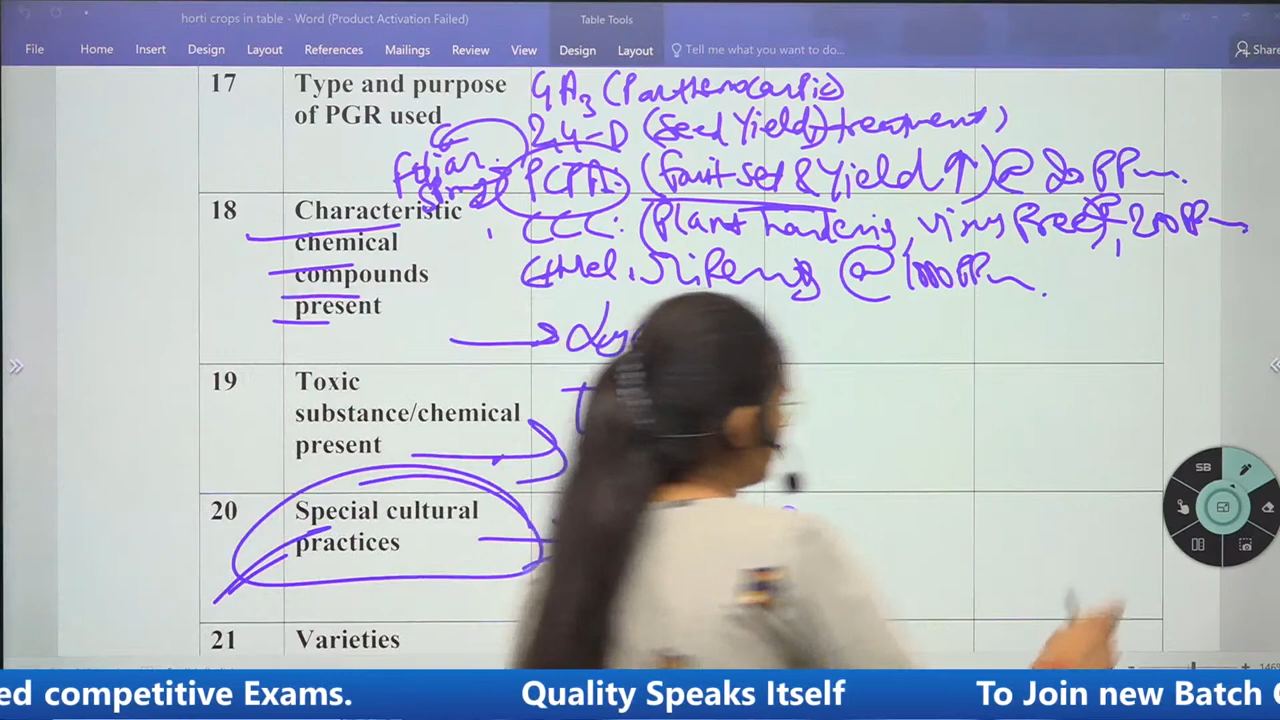 horti crops in table - Word (Product Activation Failed)
Table Tools
File Home Insert Design Layout References Mailings Review View Design Layout Tell me what you want to do... Share
17 Type and purpose of PGR used
GA3 (Parthenocarpic)
2,4-D (Seed Yield, treatment)
PCPA: (fruit set & Yield ↑) @ 20 PPm.
18 Characteristic chemical compounds present
CCC: (Plant hardening, virus free), 200 PPm
Ethrel, ripening @ 1000 PPm.
19 Toxic substance/chemical present
20 Special cultural practices
21 Varieties
SB
ed competitive Exams. Quality Speaks Itself To Join new Batch